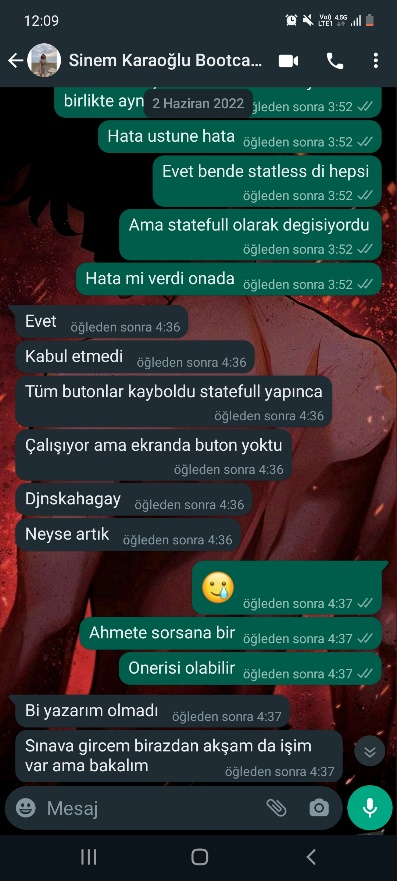 12:09
Vo)) 4.5G
LTE1
Sinem Karaoğlu Bootca...
birlikte ayn
2 Haziran 2022
ğleden sonra 3:52
Hata ustune hata öğleden sonra 3:52
Evet bende statless di hepsi
öğleden sonra 3:52
Ama statefull olarak degisiyordu
öğleden sonra 3:52
Hata mi verdi onada öğleden sonra 3:52
Evet öğleden sonra 4:36
Kabul etmedi öğleden sonra 4:36
Tüm butonlar kayboldu statefull yapınca
öğleden sonra 4:36
Çalışıyor ama ekranda buton yoktu
öğleden sonra 4:36
Djnskahagay öğleden sonra 4:36
Neyse artık öğleden sonra 4:36
öğleden sonra 4:37
Ahmete sorsana bir öğleden sonra 4:37
Onerisi olabilir öğleden sonra 4:37
Bi yazarım olmadı öğleden sonra 4:37
Sınava gircem birazdan akşam da işim
var ama bakalım öğleden sonra 4:37
Mesaj